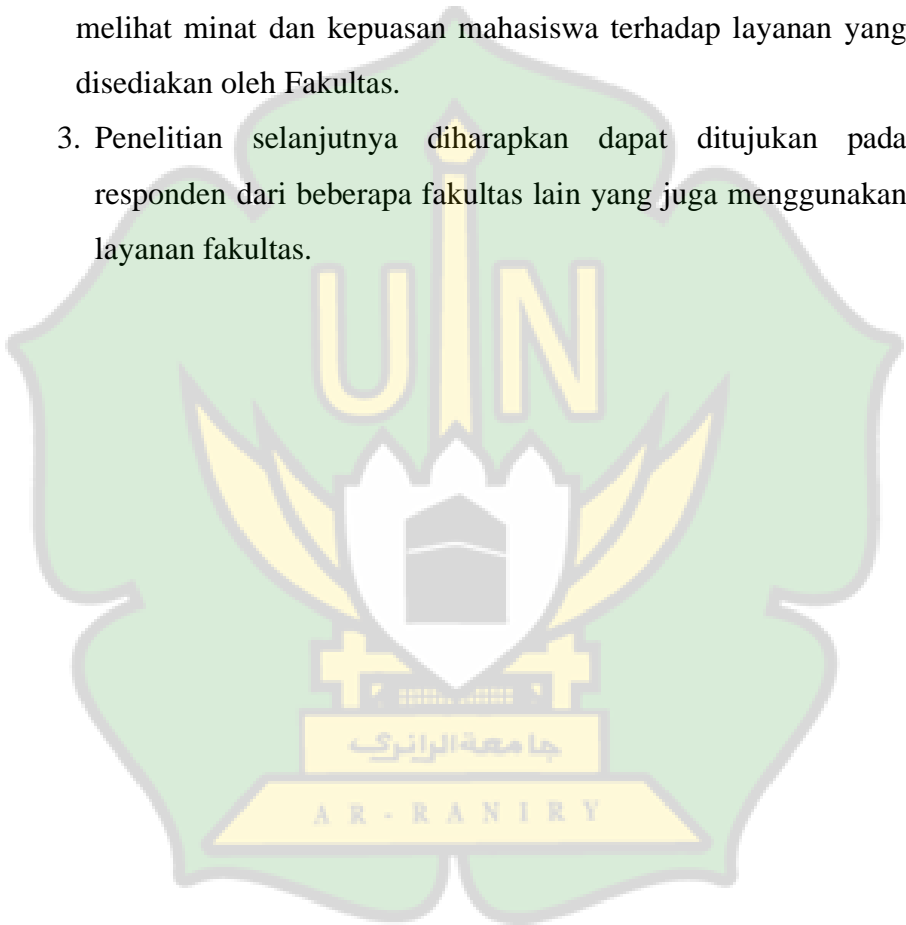 melihat minat dan kepuasan mahasiswa terhadap layanan yang
disediakan oleh Fakultas.
3. Penelitian selanjutnya diharapkan dapat ditujukan pada
responden dari beberapa fakultas lain yang juga menggunakan
layanan fakultas.
UIN
جامعة الرانري
AR-RANIRY